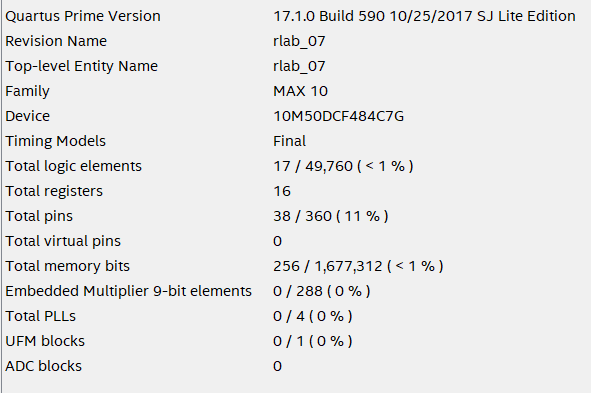 Quartus Prime Version 17.1.0 Build 590 10/25/2017 SJ Lite Edition
Revision Name rlab_07
Top-level Entity Name rlab_07
Family MAX 10
Device 10M50DCF484C7G
Timing Models Final
Total logic elements 17 / 49,760 ( < 1 % )
Total registers 16
Total pins 38 / 360 ( 11 % )
Total virtual pins 0
Total memory bits 256 / 1,677,312 ( < 1 % )
Embedded Multiplier 9-bit elements 0 / 288 ( 0 % )
Total PLLs 0 / 4 ( 0 % )
UFM blocks 0 / 1 ( 0 % )
ADC blocks 0